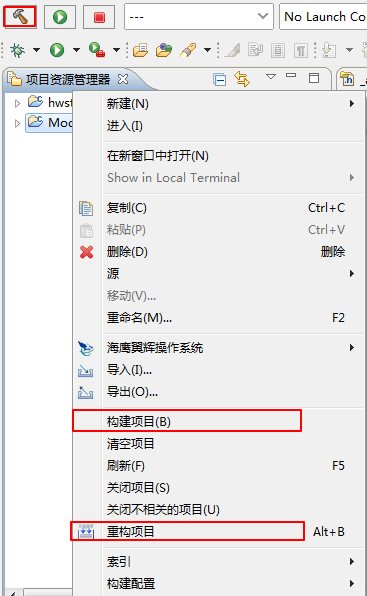 ---
No Launch Co
项目资源管理器
hwst
Mod
新建(N)
进入(I)
在新窗口中打开(N)
Show in Local Terminal
复制(C) Ctrl+C
粘贴(P) Ctrl+V
删除(D) 删除
源
移动(V)...
重命名(M)... F2
海鹰翼辉操作系统
导入(I)...
导出(O)...
构建项目(B)
清空项目
刷新(F) F5
关闭项目(S)
关闭不相关的项目(U)
重构项目 Alt+B
索引
构建配置